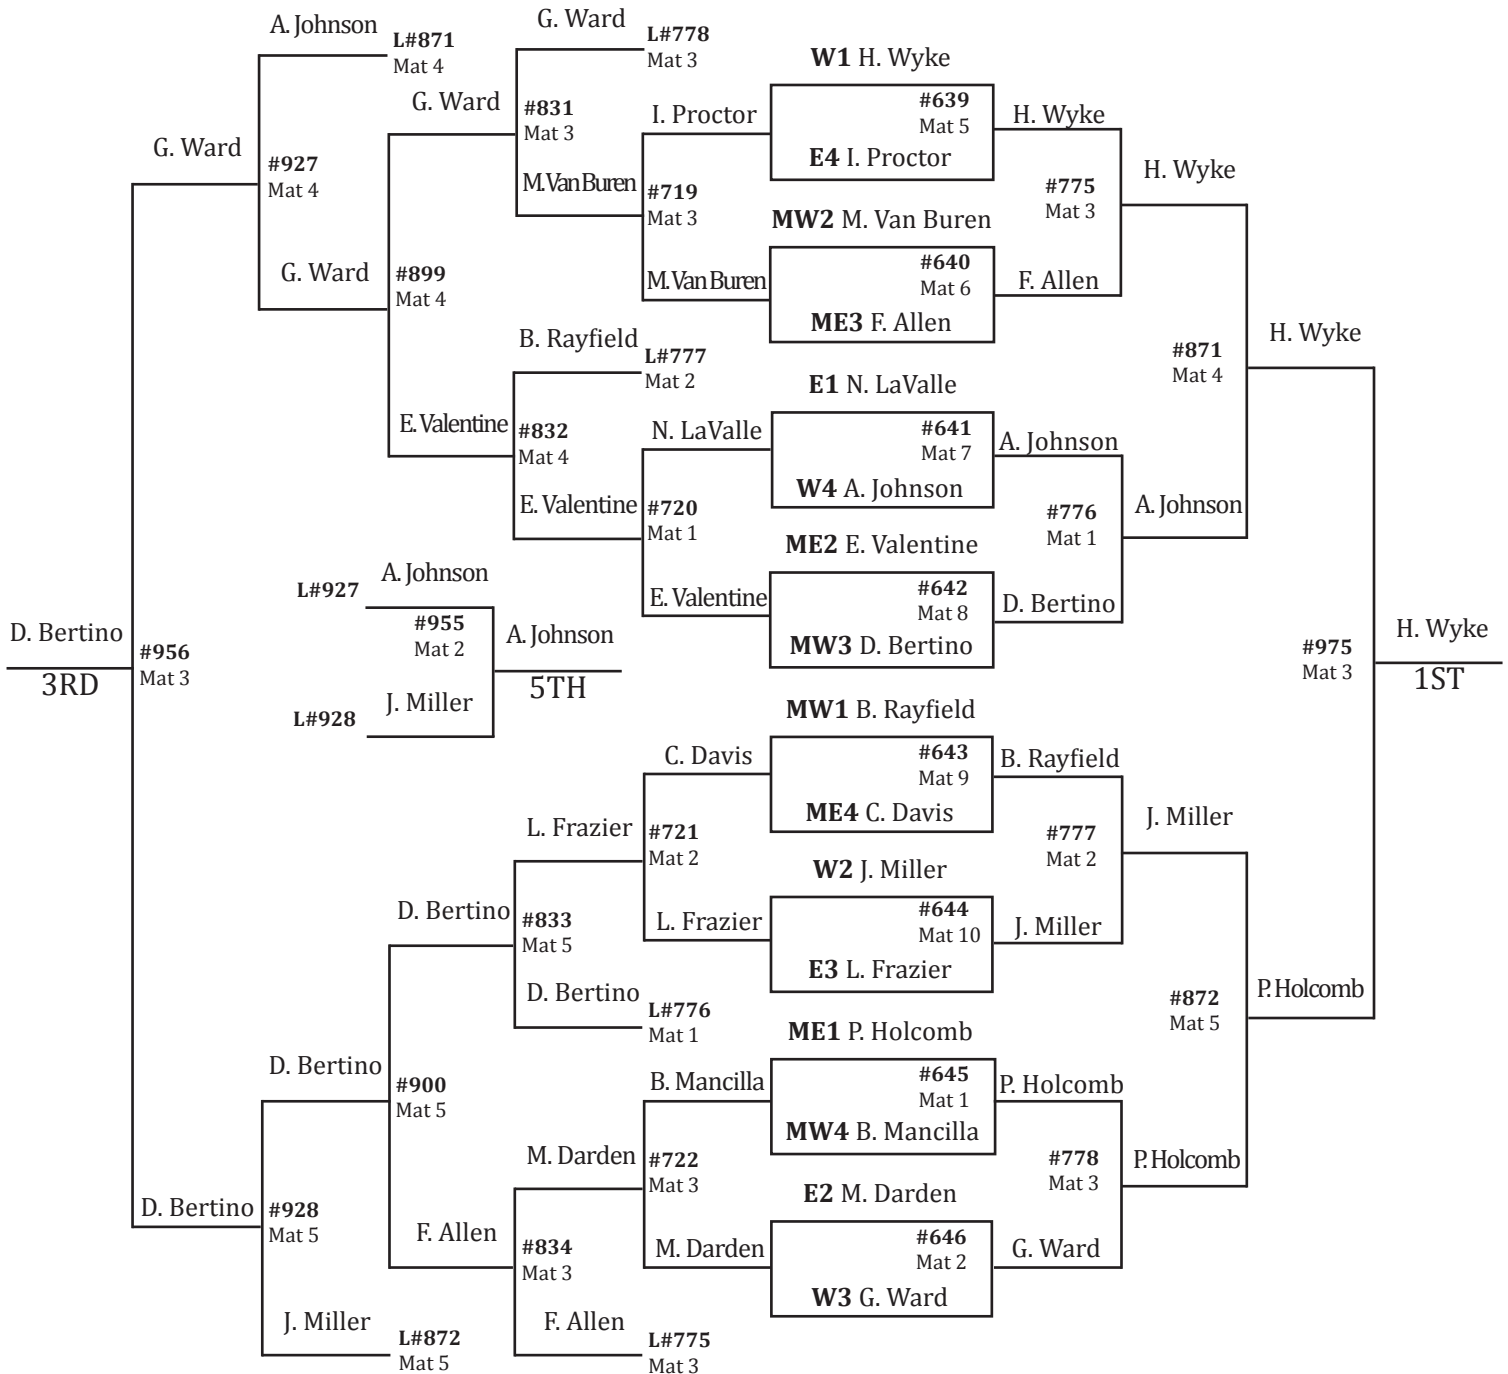 A. Johnson
L#871
Mat 4
G. Ward
#927
Mat 4
G. Ward
G. Ward
L#778
Mat 3
G. Ward
#831
Mat 3
M. Van Buren
#899
Mat 4
B. Rayfield
L#777
Mat 2
E. Valentine
#832
Mat 4
E. Valentine
I. Proctor
#719
Mat 3
M. Van Buren
N. LaValle
#720
Mat 1
E. Valentine
W1 H. Wyke
#639
Mat 5
E4 I. Proctor
MW2 M. Van Buren
#640
Mat 6
ME3 F. Allen
E1 N. LaValle
#641
Mat 7
W4 A. Johnson
ME2 E. Valentine
#642
Mat 8
MW3 D. Bertino
H. Wyke
#775
Mat 3
F. Allen
A. Johnson
#776
Mat 1
D. Bertino
H. Wyke
#871
Mat 4
A. Johnson
H. Wyke
#975
Mat 3
H. Wyke
1ST
D. Bertino
3RD
#956
Mat 3
L#927
A. Johnson
#955
Mat 2
J. Miller
L#928
A. Johnson
5TH
MW1 B. Rayfield
#643
Mat 9
ME4 C. Davis
W2 J. Miller
#644
Mat 10
E3 L. Frazier
ME1 P. Holcomb
#645
Mat 1
MW4 B. Mancilla
E2 M. Darden
#646
Mat 2
W3 G. Ward
B. Rayfield
#777
Mat 2
J. Miller
P. Holcomb
#778
Mat 3
G. Ward
J. Miller
#872
Mat 5
P. Holcomb
P. Holcomb
C. Davis
#721
Mat 2
L. Frazier
B. Mancilla
#722
Mat 3
M. Darden
L. Frazier
#833
Mat 5
D. Bertino
L#776
Mat 1
M. Darden
#834
Mat 3
F. Allen
L#775
Mat 3
D. Bertino
#900
Mat 5
F. Allen
D. Bertino
#928
Mat 5
J. Miller
L#872
Mat 5
D. Bertino